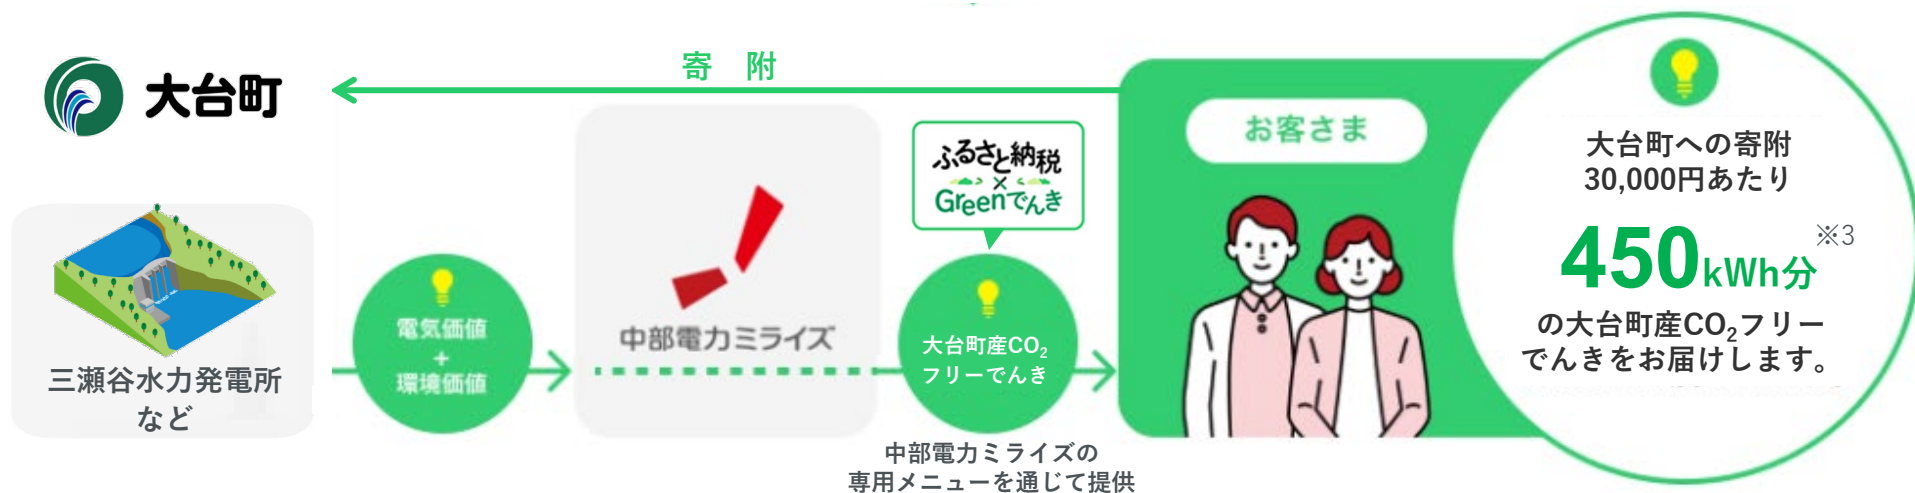 大台町
寄 附
三瀬谷水力発電所
など
電気価値
+
環境価値
中部電力ミライズ
ふるさと納税
×
Greenでんき
大台町産CO₂
フリーでんき
中部電力ミライズの
専用メニューを通じて提供
お客さま
大台町への寄附
30,000円あたり
450kWh分※3
の大台町産CO₂フリー
でんきをお届けします。